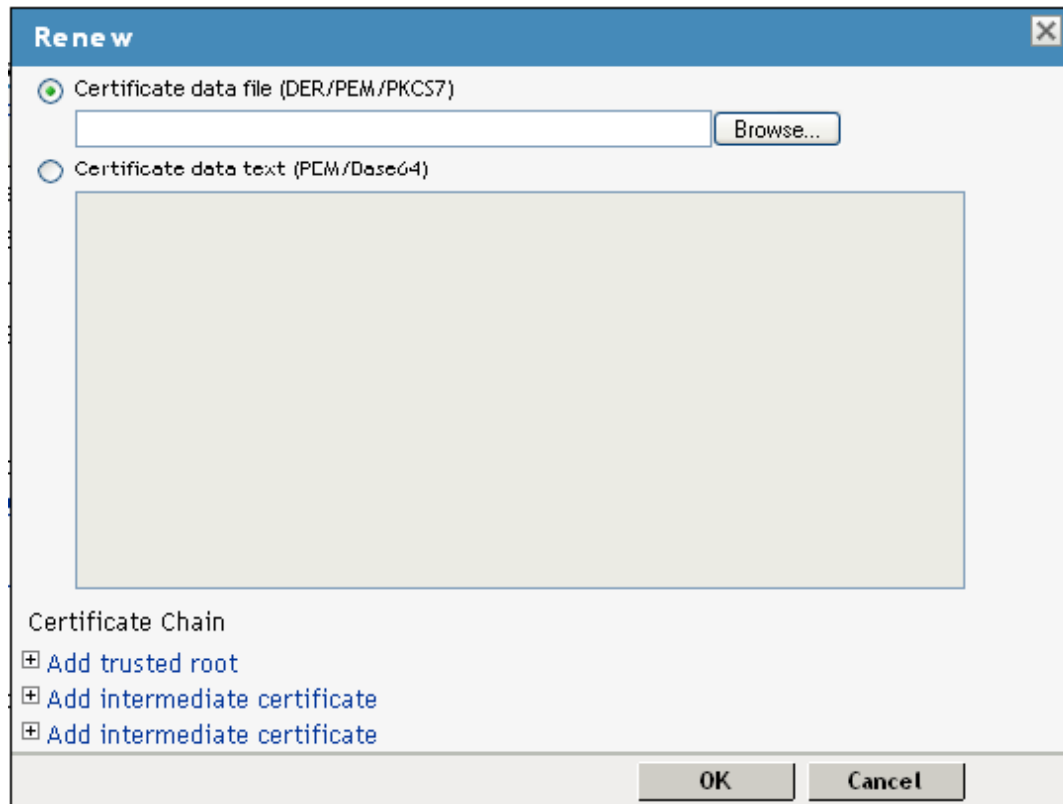 Renew
Certificate data file (DER/PEM/PKCS7)
Browse...
Certificate data text (PEM/Base64)
Certificate Chain
Add trusted root
Add intermediate certificate
Add intermediate certificate
OK Cancel